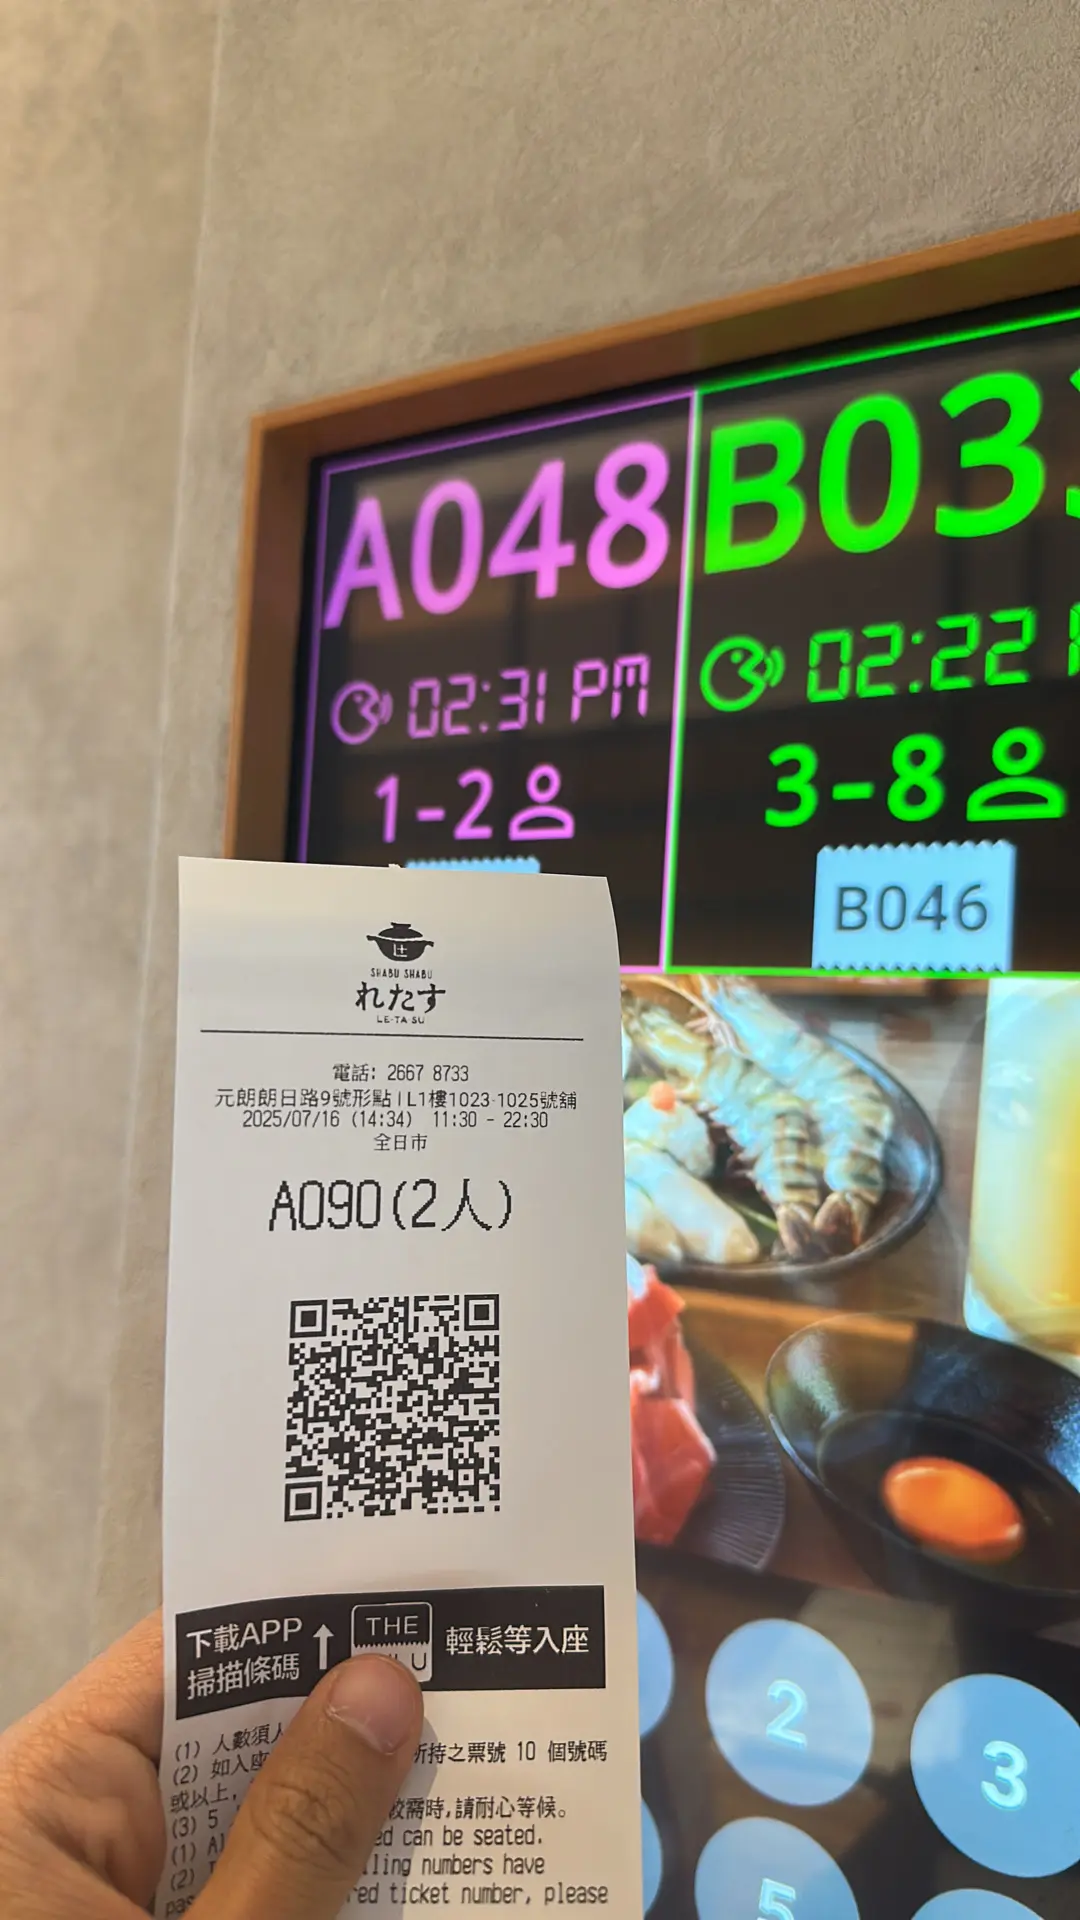 A048
B03
02:31 PM
02:22
1-2
3-8
B046
SHABU SHABU
れたす
LE·TA·SU
電話: 2667 8733
元朗朗日路9號形點 I L1樓1023-1025號舖
2025/07/16 (14:34) 11:30 - 22:30
全日市
A090(2人)
下載APP
掃描條碼
↑
THE
輕鬆等入座
(1) 人數須
(2) 如入座 所持之票號 10 個號碼
或以上,
(3) 5 較需時,請耐心等候。
(1) can be seated.
(2) numbers have
ticket number, please
2
3
5